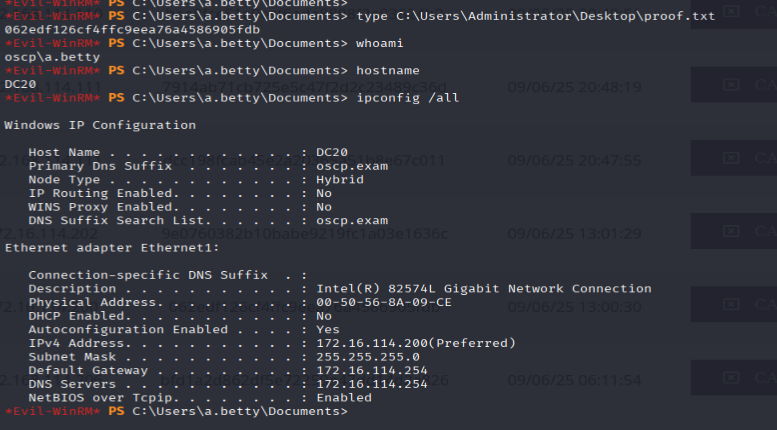 *Evil-WinRM* PS C:\Users\a.betty\Documents>
*Evil-WinRM* PS C:\Users\a.betty\Documents> type C:\Users\Administrator\Desktop\proof.txt
062edf126cf4ffc9eea76a4586905fdb
*Evil-WinRM* PS C:\Users\a.betty\Documents> whoami
oscp\a.betty
*Evil-WinRM* PS C:\Users\a.betty\Documents> hostname
DC20
09/06/25 20:48:19
*Evil-WinRM* PS C:\Users\a.betty\Documents> ipconfig /all
Windows IP Configuration
Host Name . . . . . . . . . . . . : DC20
09/06/25 20:47:55
Primary Dns Suffix . . . . . . . : oscp.exam
Node Type . . . . . . . . . . . . : Hybrid
IP Routing Enabled. . . . . . . . : No
WINS Proxy Enabled. . . . . . . . : No
DNS Suffix Search List. . . . . . : oscp.exam
9e0760382b10babe9219fc1a03e1636c 09/06/25 13:01:29
Ethernet adapter Ethernet1:
Connection-specific DNS Suffix . :
Description . . . . . . . . . . . : Intel(R) 82574L Gigabit Network Connection
Physical Address. . . . . . . . . : 00-50-56-8A-09-CE
09/06/25 13:00:30
DHCP Enabled. . . . . . . . . . . : No
Autoconfiguration Enabled . . . . : Yes
IPv4 Address. . . . . . . . . . . : 172.16.114.200(Preferred)
Subnet Mask . . . . . . . . . . . : 255.255.255.0
Default Gateway . . . . . . . . . : 172.16.114.254
DNS Servers . . . . . . . . . . . : 172.16.114.254
09/06/25 06:11:54
NetBIOS over Tcpip. . . . . . . . : Enabled
*Evil-WinRM* PS C:\Users\a.betty\Documents>